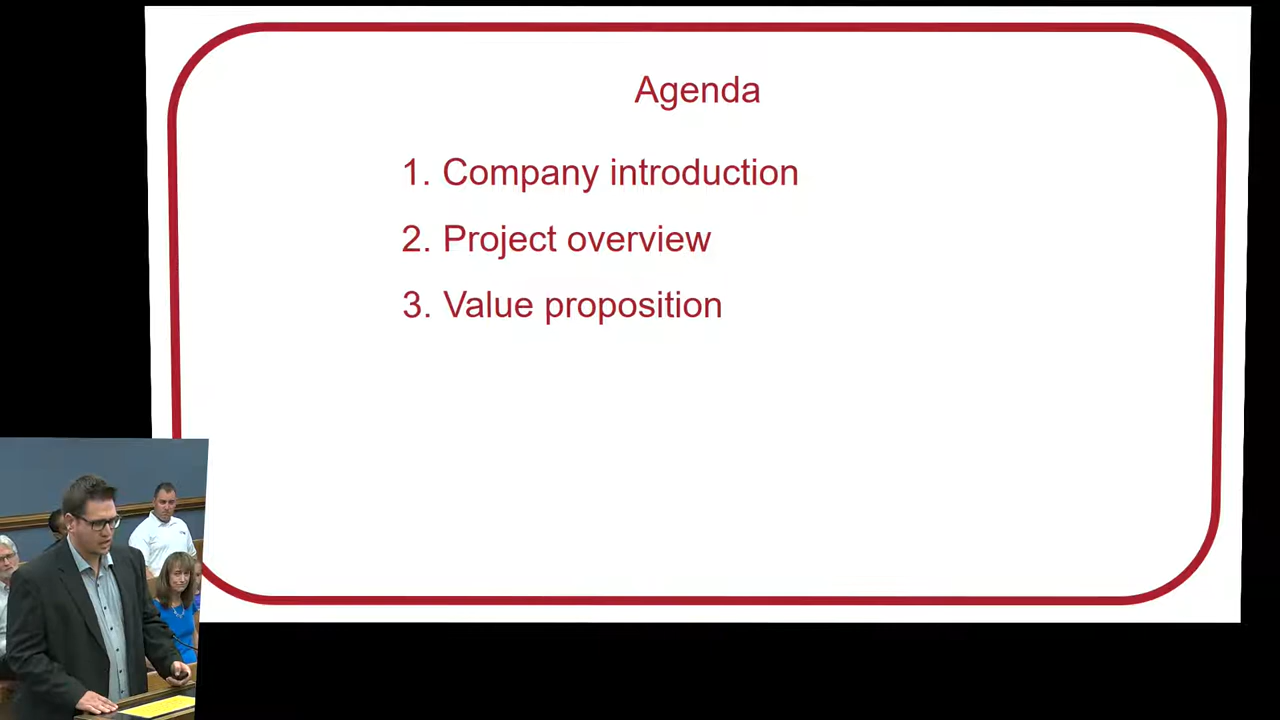 Agenda
1. Company introduction
2. Project overview
3. Value proposition